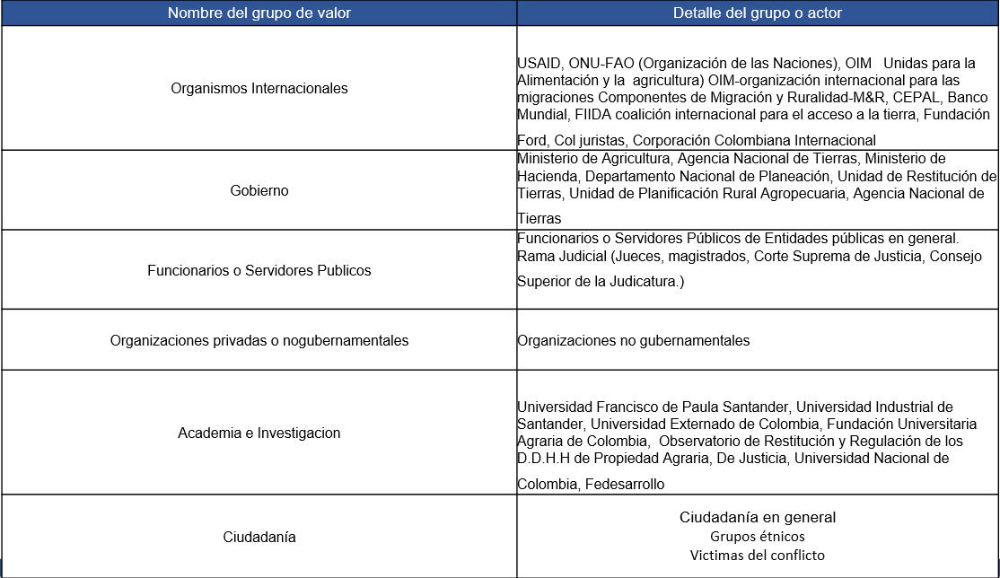 Nombre del grupo de valor
Detalle del grupo o actor
Organismos Internacionales
USAID, ONU-FAO (Organización de las Naciones), OIM   Unidas para la
Alimentación y la  agricultura) OIM-organización internacional para las
migraciones Componentes de Migración y Ruralidad-M&R, CEPAL, Banco
Mundial, FIIDA coalición internacional para el acceso a la tierra, Fundación
Ford, Col juristas, Corporación Colombiana Internacional
Gobierno
Ministerio de Agricultura, Agencia Nacional de Tierras, Ministerio de
Hacienda, Departamento Nacional de Planeación, Unidad de Restitución de
Tierras, Unidad de Planificación Rural Agropecuaria, Agencia Nacional de
Tierras
Funcionarios o Servidores Publicos
Funcionarios o Servidores Públicos de Entidades públicas en general.
Rama Judicial (Jueces, magistrados, Corte Suprema de Justicia, Consejo
Superior de la Judicatura.)
Organizaciones privadas o nogubernamentales
Organizaciones no gubernamentales
Academia e Investigacion
Universidad Francisco de Paula Santander, Universidad Industrial de
Santander, Universidad Externado de Colombia, Fundación Universitaria
Agraria de Colombia,  Observatorio de Restitución y Regulación de los
D.D.H.H de Propiedad Agraria, De Justicia, Universidad Nacional de
Colombia, Fedesarrollo
Ciudadanía
Ciudadanía en general
Grupos étnicos
Victimas del conflicto